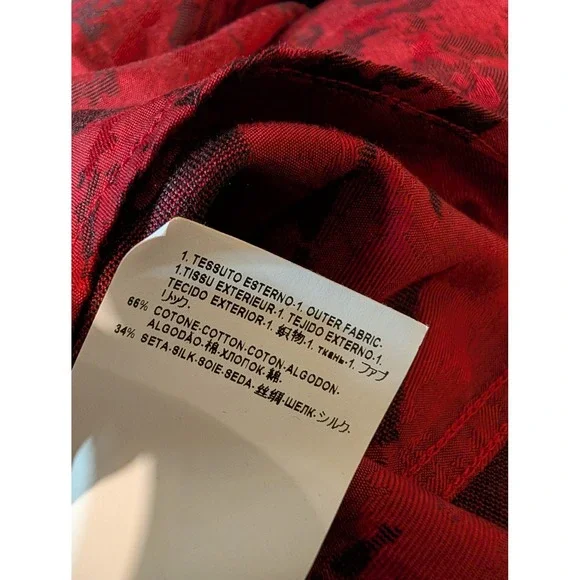 1. TESSUTO ESTERNO-1. OUTER FABRIC.
1.TISSU EXTERIEUR-1. TEJIDO EXTERNO-1.
TECIDO EXTERIOR-1. 织物-1. ткань-1. ファブ
リック.
66% COTONE-COTTON-COTON-ALGODON-
ALGODÃO-棉-ХЛОПОК-綿.
34% SETA-SILK-SOIE-SEDA-丝绸-ШЕЛК-シルク.